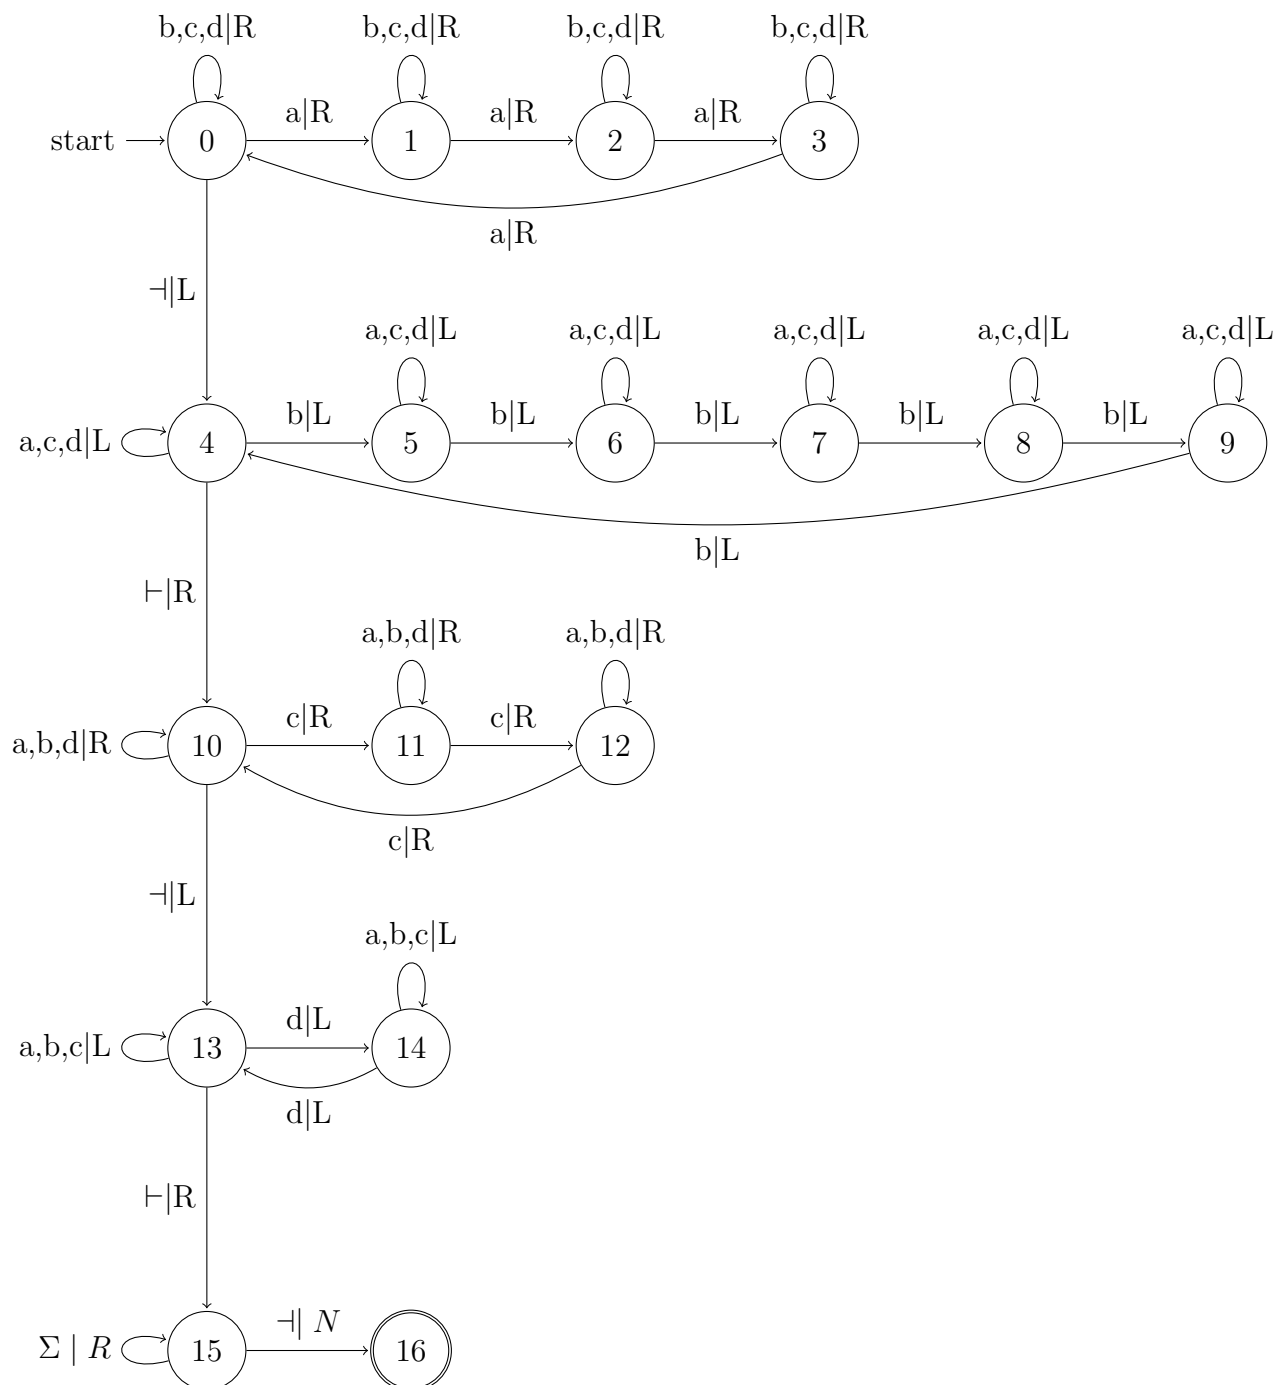 b,c,d|R b,c,d|R b,c,d|R b,c,d|R
a|R a|R a|R
start 0 1 2 3
a|R
⊣|L
a,c,d|L a,c,d|L a,c,d|L a,c,d|L a,c,d|L
b|L b|L b|L b|L b|L
a,c,d|L 4 5 6 7 8 9
b|L
⊢|R
a,b,d|R a,b,d|R
c|R c|R
a,b,d|R 10 11 12
c|R
⊣|L
a,b,c|L
d|L
a,b,c|L 13 14
d|L
⊢|R
⊣| N
Σ | R 15 16